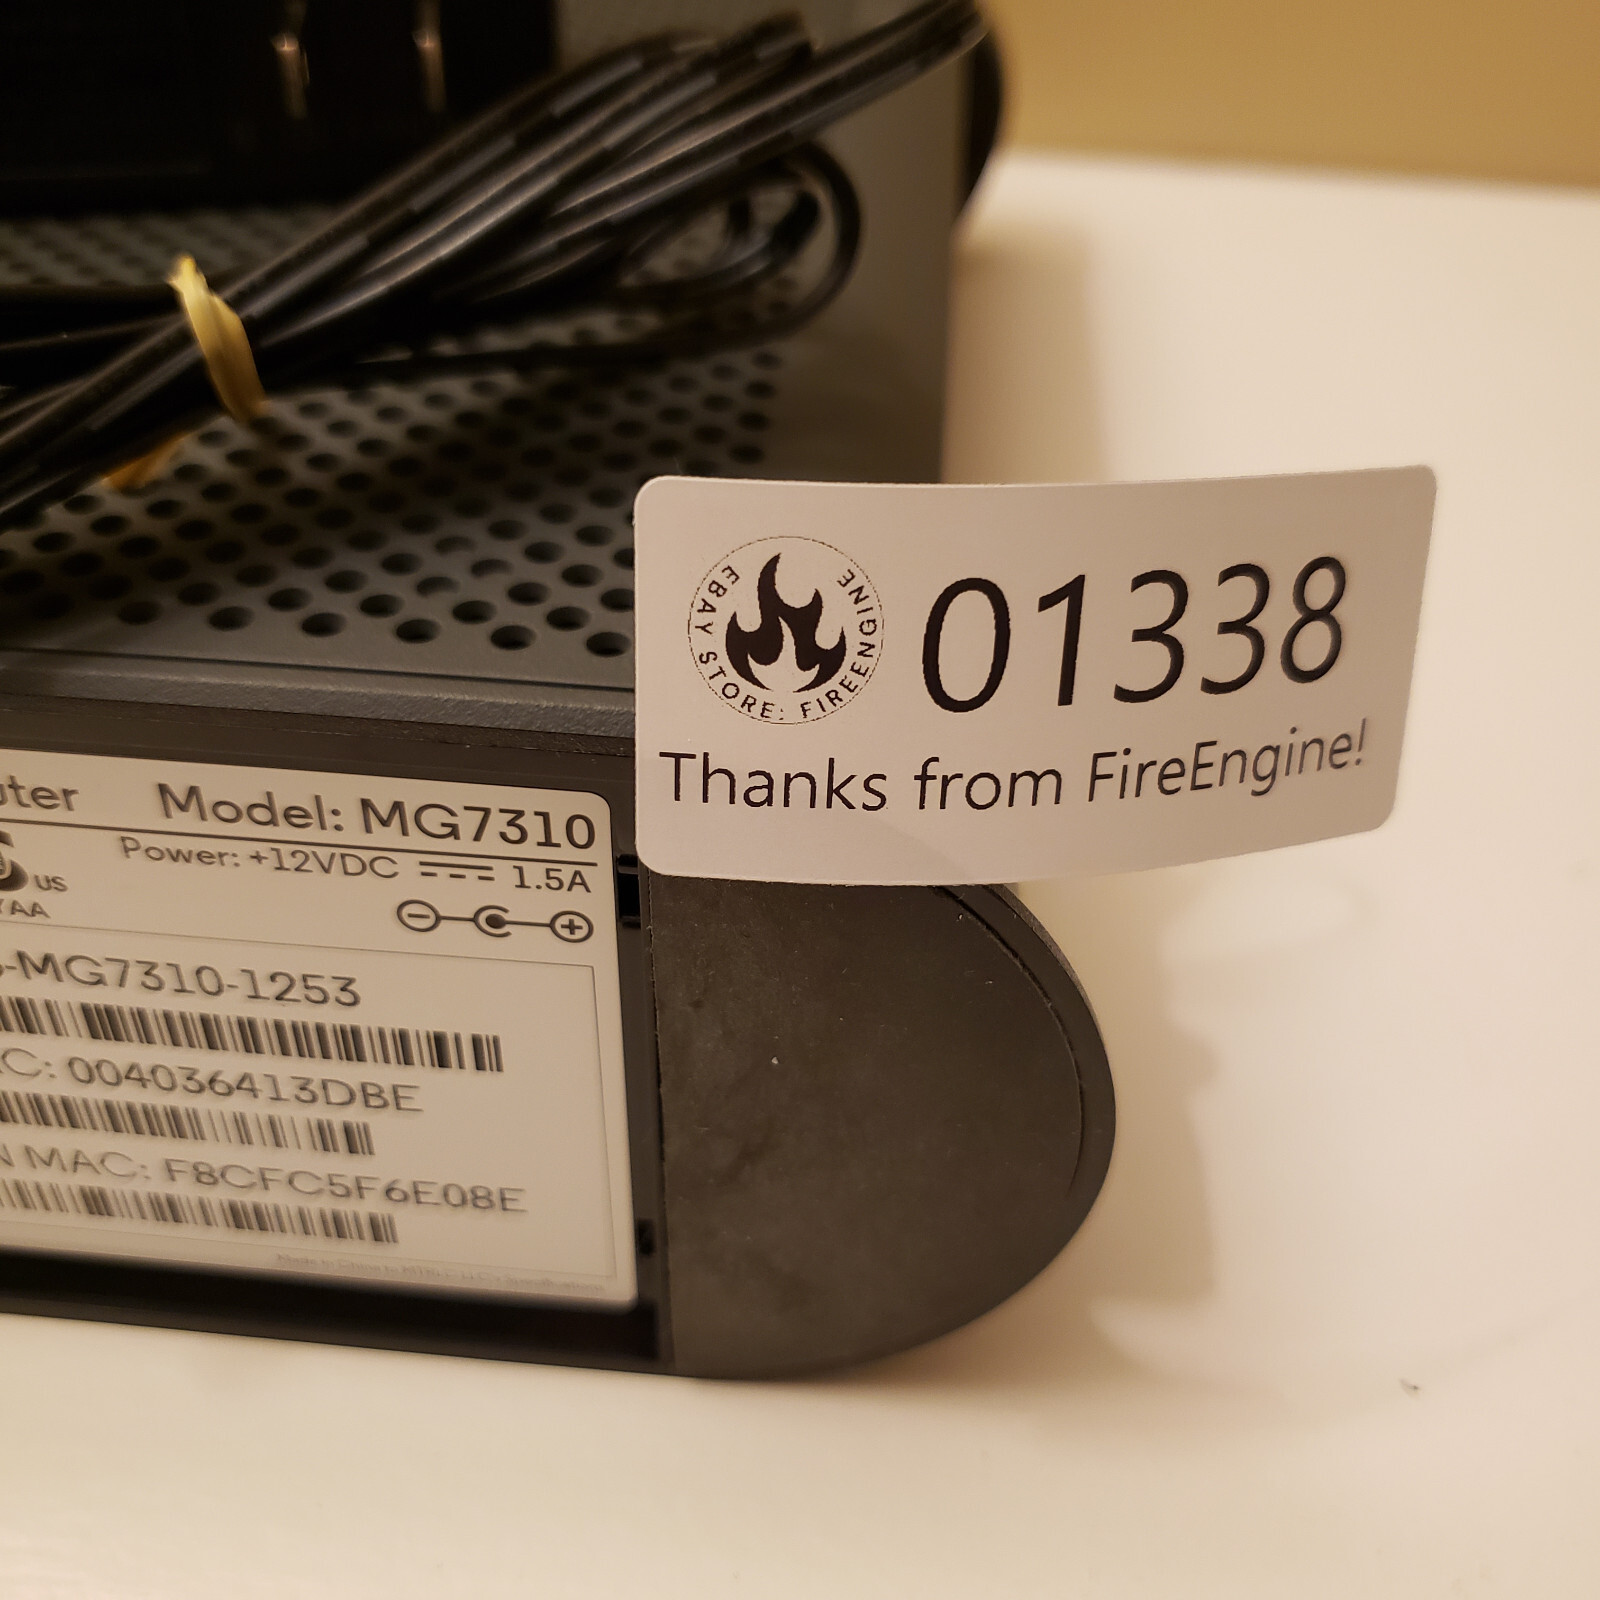 EBAY STORE: FIREENGINE
01338
Thanks from FireEngine!
uter Model: MG7310
Power: +12VDC 1.5A
US
YAA
-MG7310-1253
C: 004036413DBE
N MAC: F8CFC5F6E08E